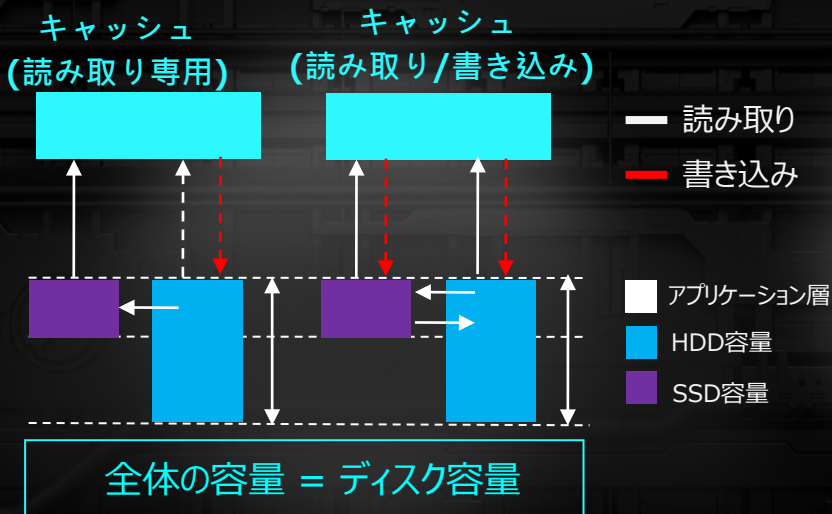 キャッシュ
(読み取り専用)
キャッシュ
(読み取り/書き込み)
読み取り
書き込み
アプリケーション層
HDD容量
SSD容量
全体の容量 = ディスク容量